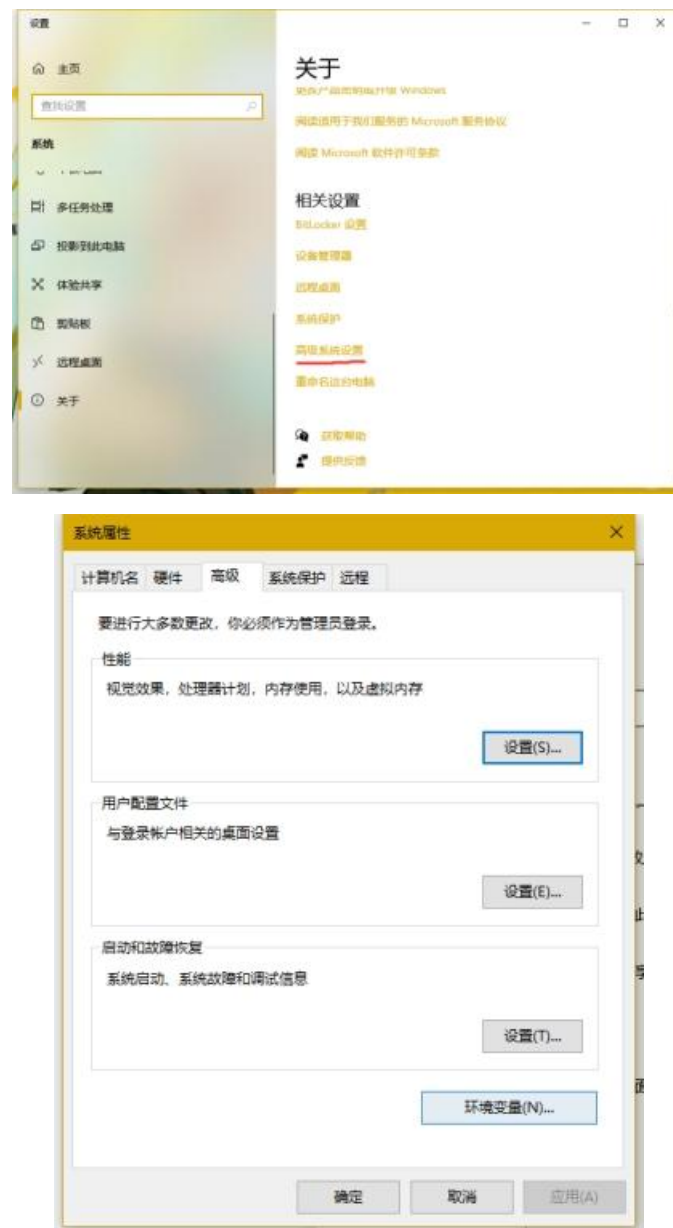 设置
主页
查找设置
系统
多任务处理
投影到此电脑
体验共享
剪贴板
远程桌面
关于
关于
更改产品密钥或升级 Windows
阅读适用于我们服务的 Microsoft 服务协议
阅读 Microsoft 软件许可条款
相关设置
BitLocker 设置
设备管理器
远程桌面
系统保护
高级系统设置
重命名这台电脑
获取帮助
提供反馈
系统属性
计算机名 硬件 高级 系统保护 远程
要进行大多数更改，你必须作为管理员登录。
性能
视觉效果，处理器计划，内存使用，以及虚拟内存
设置(S)...
用户配置文件
与登录帐户相关的桌面设置
设置(E)...
启动和故障恢复
系统启动、系统故障和调试信息
设置(T)...
环境变量(N)...
确定 取消 应用(A)